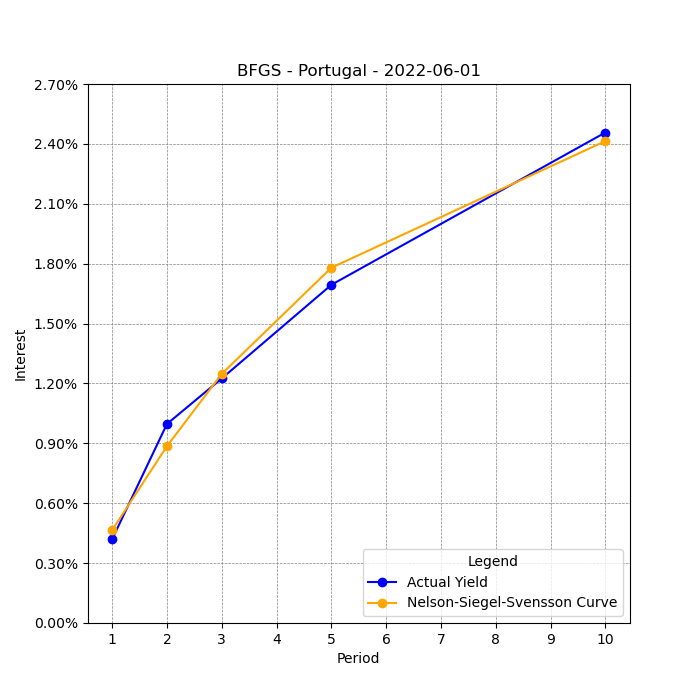 BFGS - Portugal - 2022-06-01
2.70%
2.40%
2.10%
1.80%
1.50%
1.20%
0.90%
0.60%
0.30%
0.00%
Interest
1 2 3 4 5 6 7 8 9 10
Period
Legend
Actual Yield
Nelson-Siegel-Svensson Curve